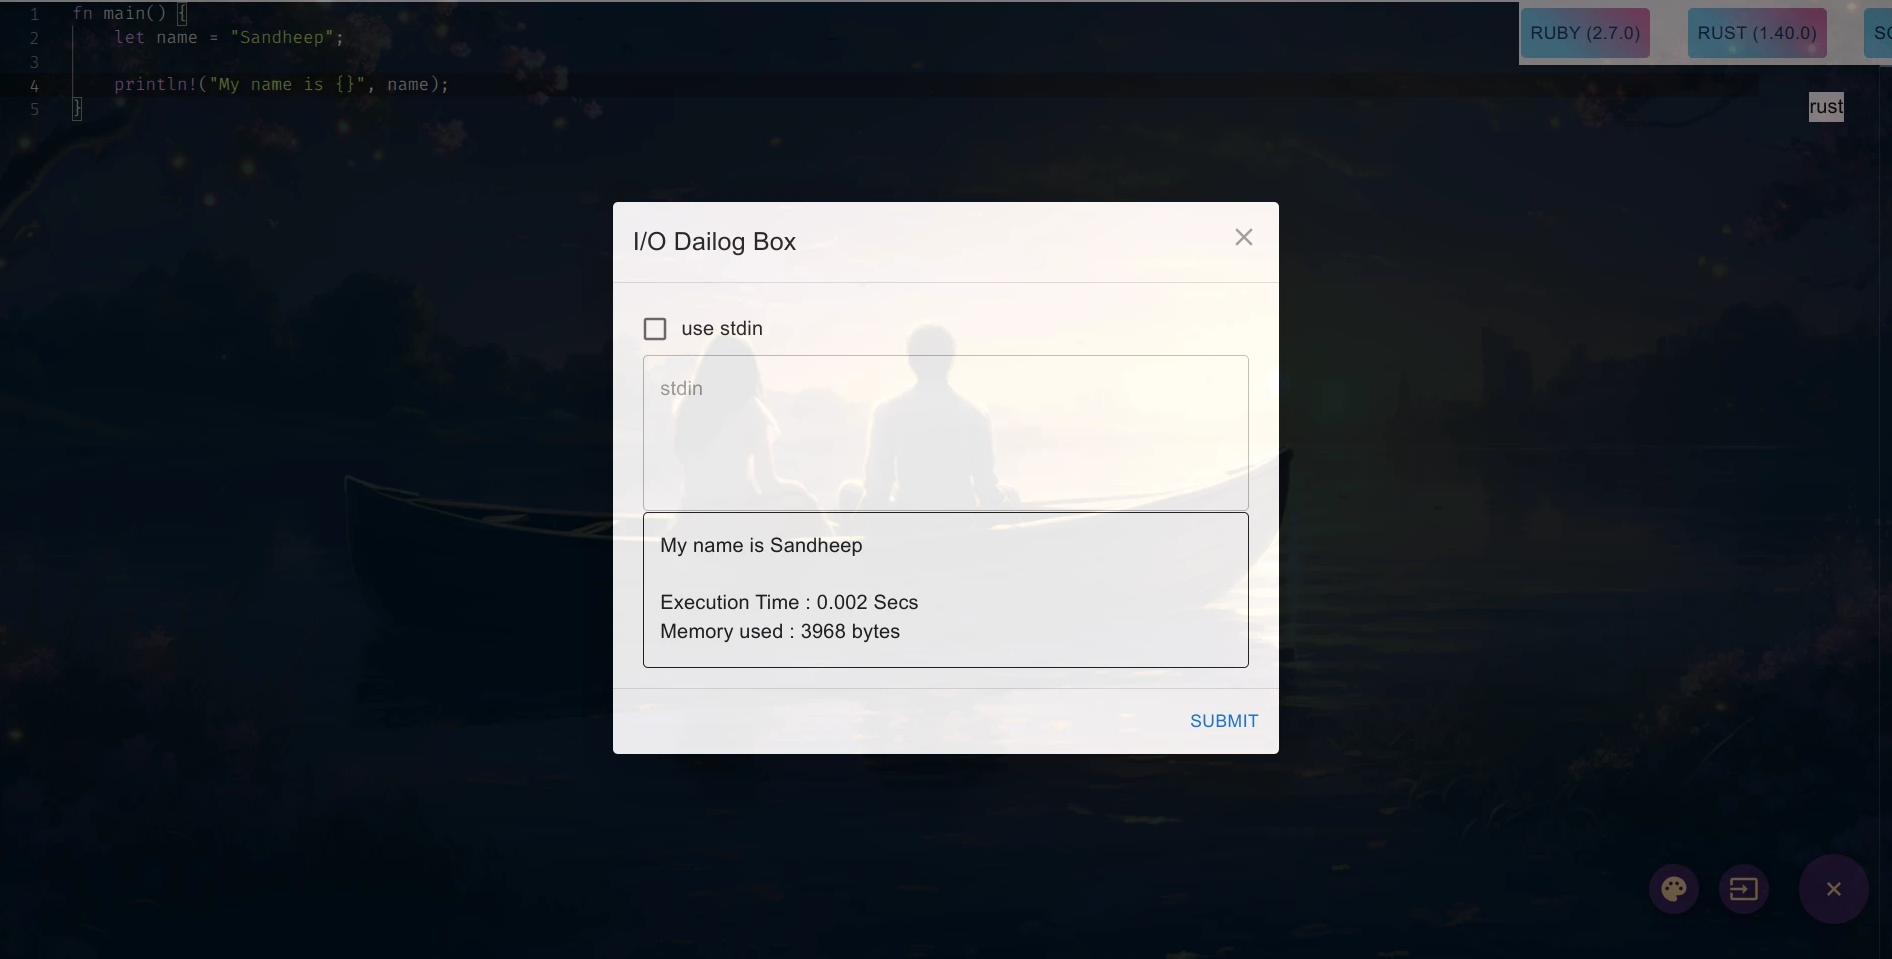 1 fn main() {
2 let name = "Sandheep";
3
4 println!("My name is {}", name);
5 }
RUBY (2.7.0) RUST (1.40.0)
rust
I/O Dailog Box
use stdin
stdin
My name is Sandheep
Execution Time : 0.002 Secs
Memory used : 3968 bytes
SUBMIT